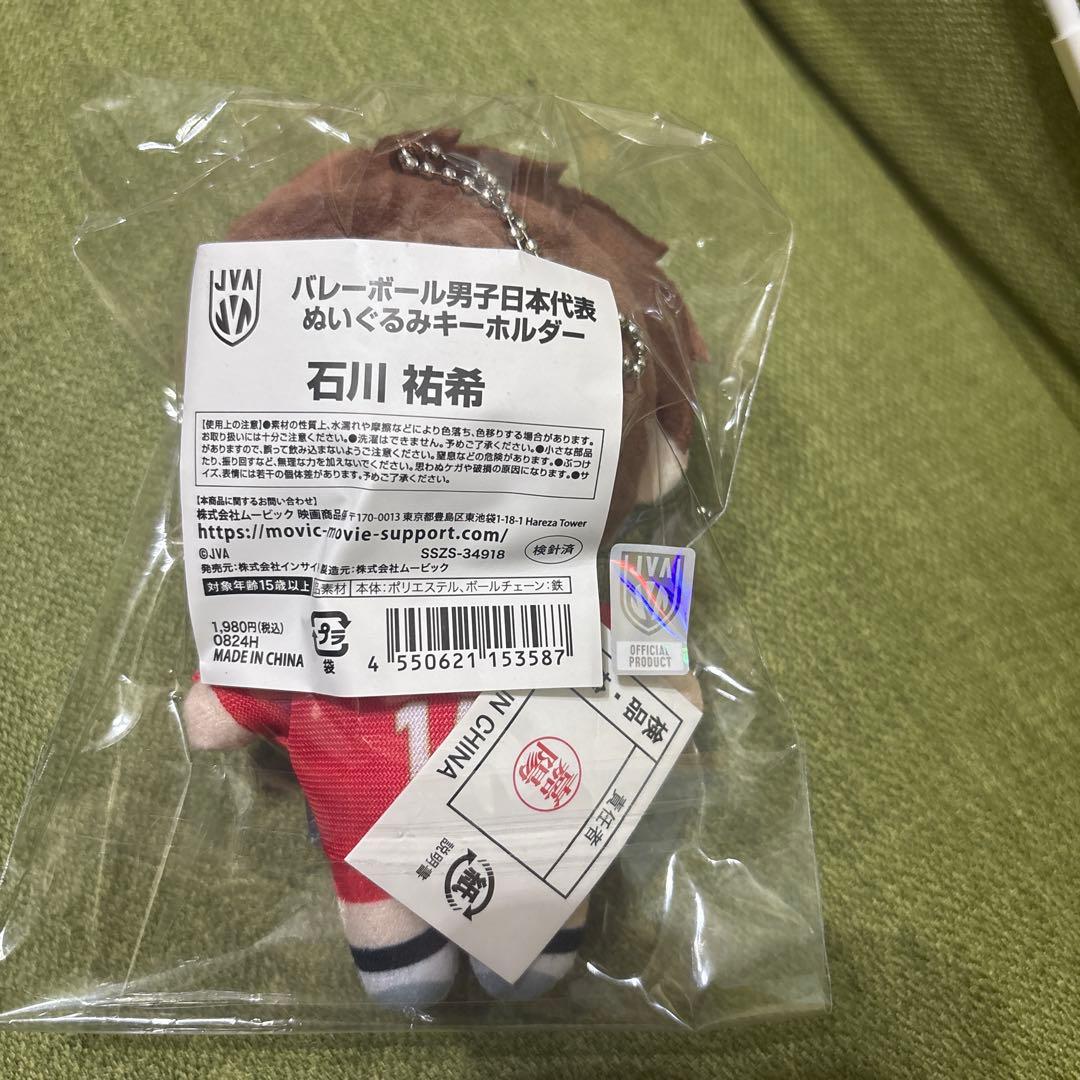 JVA
バレーボール男子日本代表
ぬいぐるみキーホルダー
石川 祐希
【使用上の注意】●素材の性質上、水濡れや摩擦などにより色落ち、色移りする場合があります。
お取り扱いには十分ご注意ください。●洗濯はできません。予めご了承ください。●小さな部品
がありますので、誤って飲み込まないようご注意ください。窒息などの危険があります。●ぶつけ
たり、振り回すなど、無理な力を加えないでください。思わぬケガや破損の原因になります。●サ
イズ、表情には若干の個体差があります。予めご了承ください。
【本商品に関するお問い合わせ】
株式会社ムービック 映画商品 〒170-0013 東京都豊島区東池袋1-18-1 Hareza Tower
https://movic-movie-support.com/
©JVA SSZS-34918 検針済
発売元：株式会社インサイ 製造元：株式会社ムービック
対象年齢15歳以上 品素材 本体：ポリエステル、ボールチェーン：鉄
1,980円(税込)
0824H
MADE IN CHINA
プラ
袋
4 550621 153587
JVA
OFFICIAL
PRODUCT
IN CHINA
検品
責任者
紙
説明書